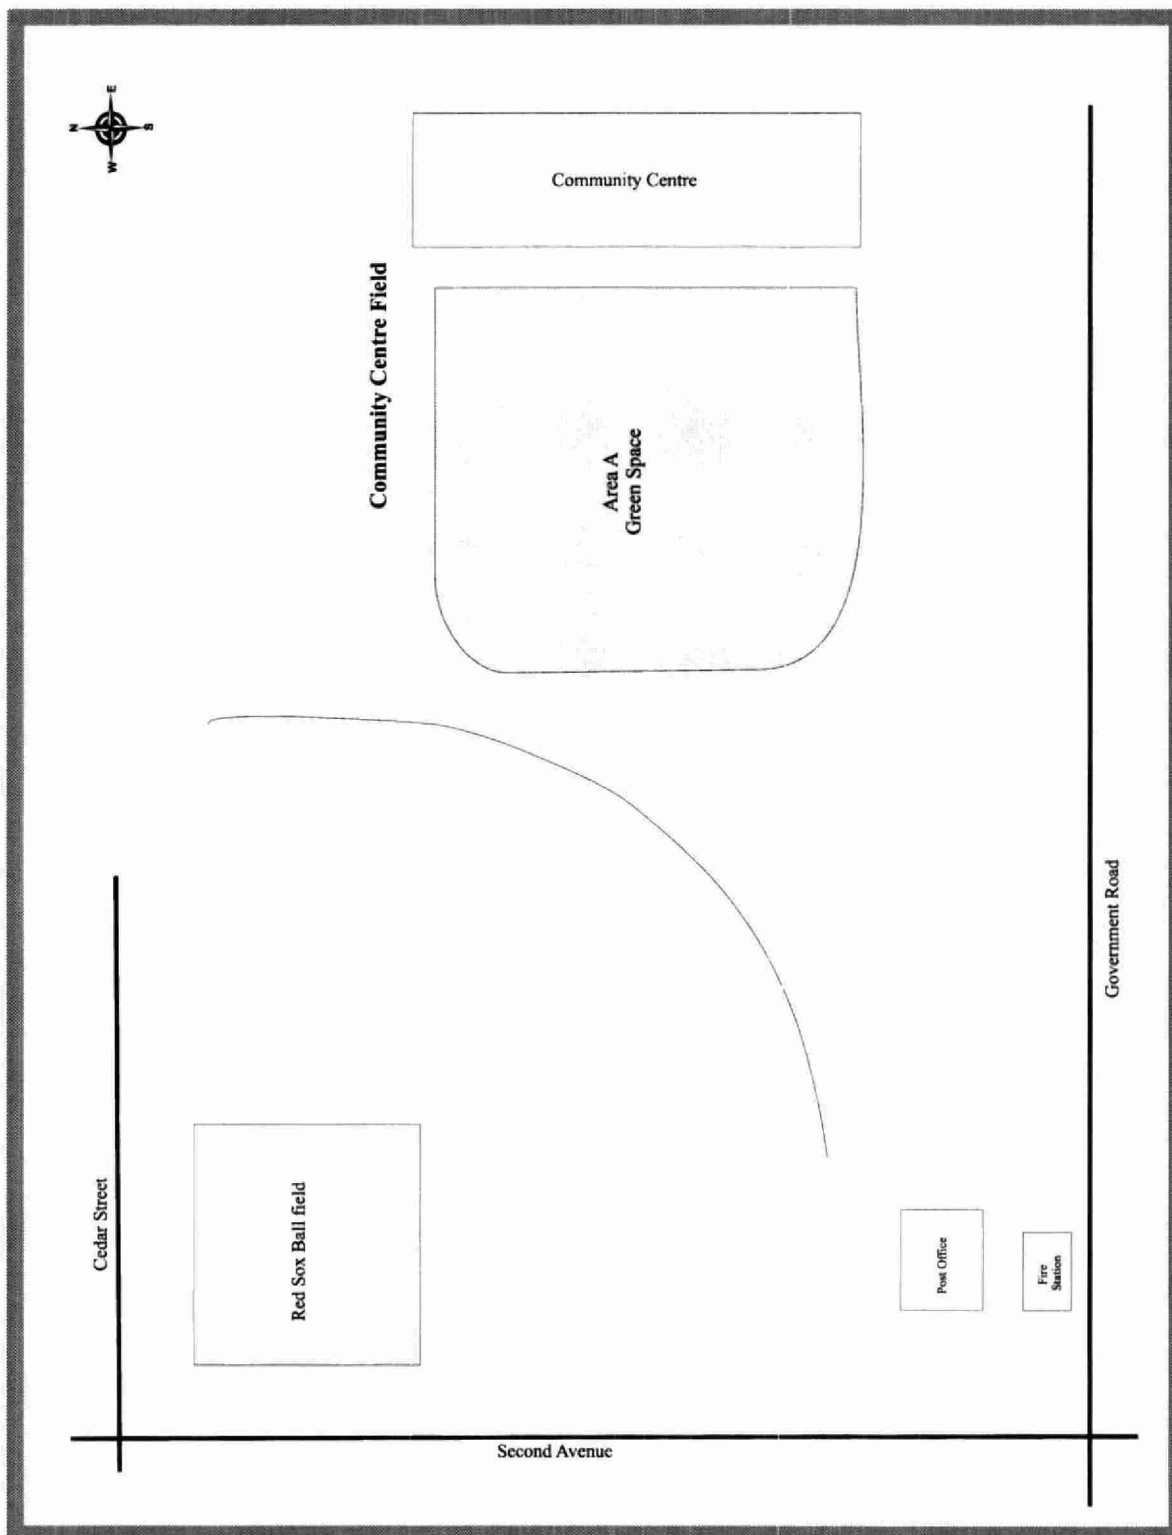 N
E
S
W
Community Centre
Community Centre Field
Area A
Green Space
Cedar Street
Red Sox Ball field
Government Road
Post Office
Fire
Station
Second Avenue